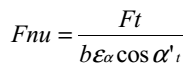 Fnu = Ft / bεα cos α't